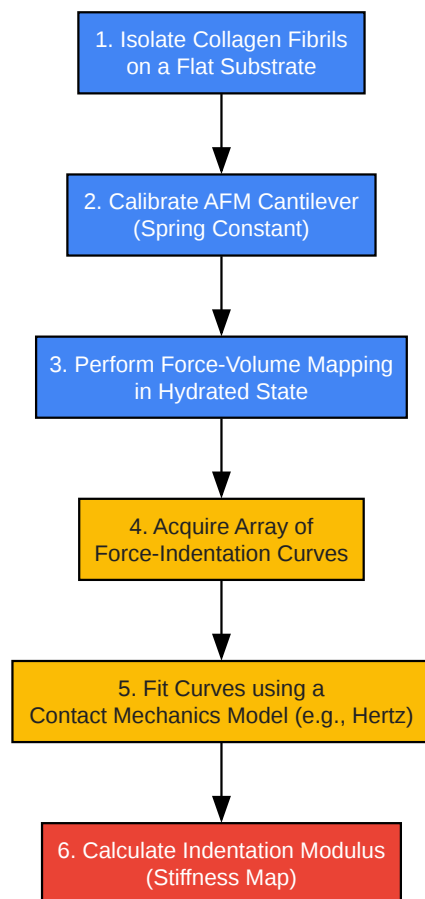 1. Isolate Collagen Fibrils
on a Flat Substrate
2. Calibrate AFM Cantilever
(Spring Constant)
3. Perform Force-Volume Mapping
in Hydrated State
4. Acquire Array of
Force-Indentation Curves
5. Fit Curves using a
Contact Mechanics Model (e.g., Hertz)
6. Calculate Indentation Modulus
(Stiffness Map)